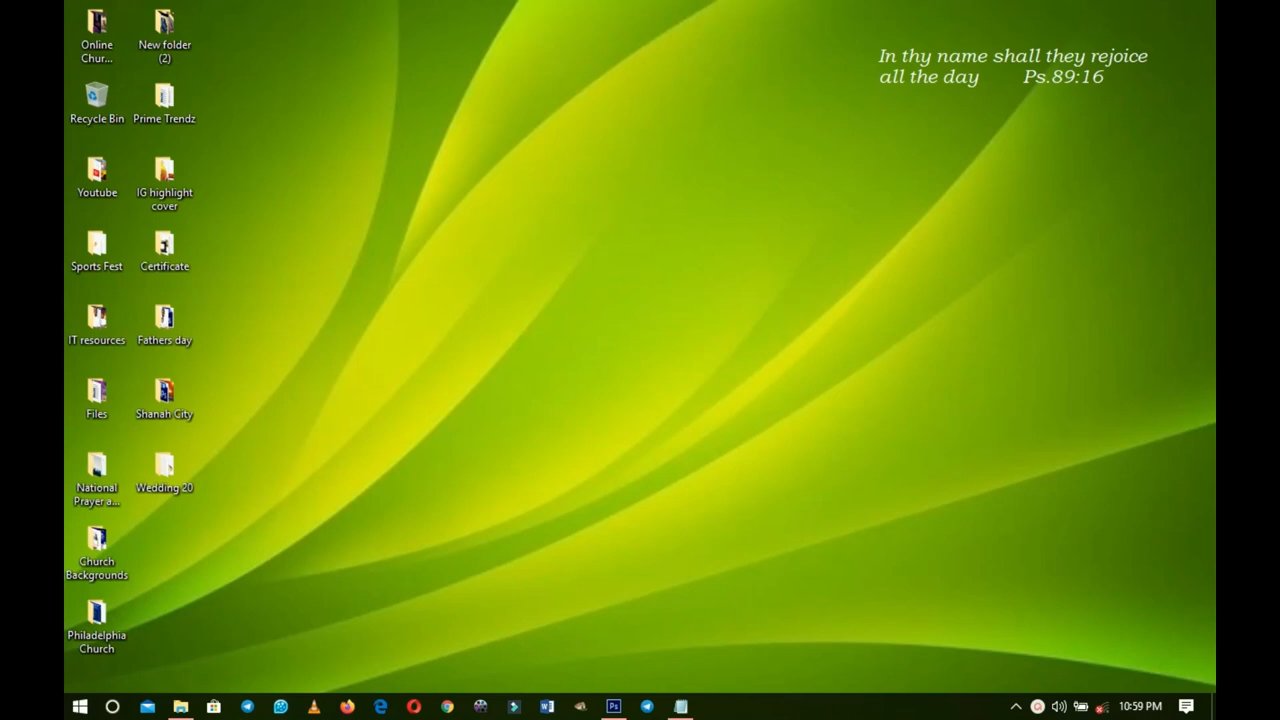 Online Chur...
New folder (2)
In thy name shall they rejoice
all the day Ps.89:16
Recycle Bin
Prime Trendz
Youtube
IG highlight cover
Sports Fest
Certificate
IT resources
Fathers day
Files
Shanah City
National Prayer a...
Wedding 20
Church Backgrounds
Philadelphia Church
Ps
10:59 PM